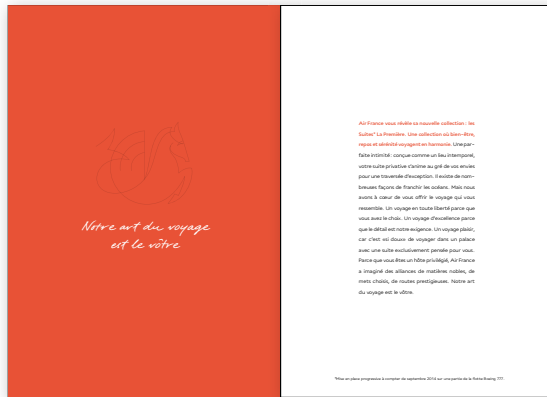 Notre art du voyage
est le vôtre
Air France vous révèle sa nouvelle collection : les
Suites* La Première. Une collection où bien-être,
repos et sérénité voyagent en harmonie. Une par-
faite intimité : conçue comme un lieu intemporel,
votre suite privative s'anime au gré de vos envies
pour une traversée d'exception. Il existe de nom-
breuses façons de franchir les océans. Mais nous
avons à cœur de vous offrir le voyage qui vous
ressemble. Un voyage en toute liberté parce que
vous avez le choix. Un voyage d'excellence parce
que le détail est notre exigence. Un voyage plaisir,
car c'est si doux de voyager dans un palace
avec une suite exclusivement pensée pour vous.
Parce que vous êtes un hôte privilégié, Air France
a imaginé des alliances de matières nobles, de
mets choisis, de routes prestigieuses. Notre art
du voyage est le vôtre.
*Mise en place progressive à compter de septembre 2014 sur une partie de la flotte Boeing 777.